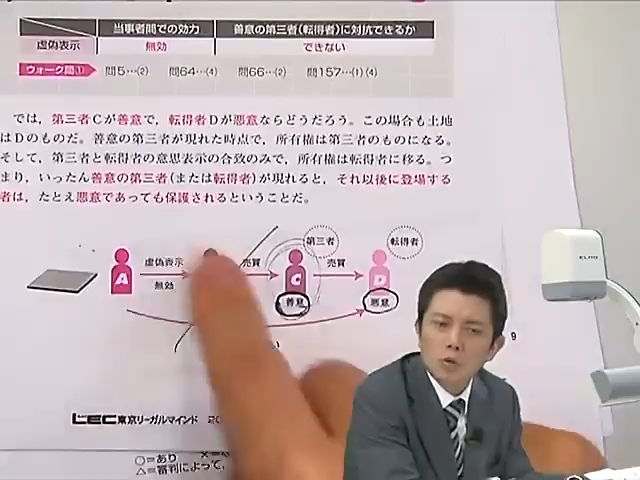 当事者間での効力 善意の第三者(転得者)に対抗できるか
虚偽表示 無効 できない
ウォーク問① 問5…(2) 問64…(4) 問66…(2) 問157…(1)(4)
では、第三者Cが善意で、転得者Dが悪意ならどうだろう。この場合も土地
はDのものだ。善意の第三者が現れた時点で、所有権は第三者のものになる。
そして、第三者と転得者の意思表示の合致のみで、所有権は転得者に移る。つ
まり、いったん善意の第三者(または転得者)が現れると、それ以後に登場する
者は、たとえ悪意であっても保護されるということだ。
第三者 転得者
虚偽表示 売買 売買
A C D
無効 善意 悪意
9
LEC東京リーガルマインド 20
○=あり
△=審判によって、
ELMO